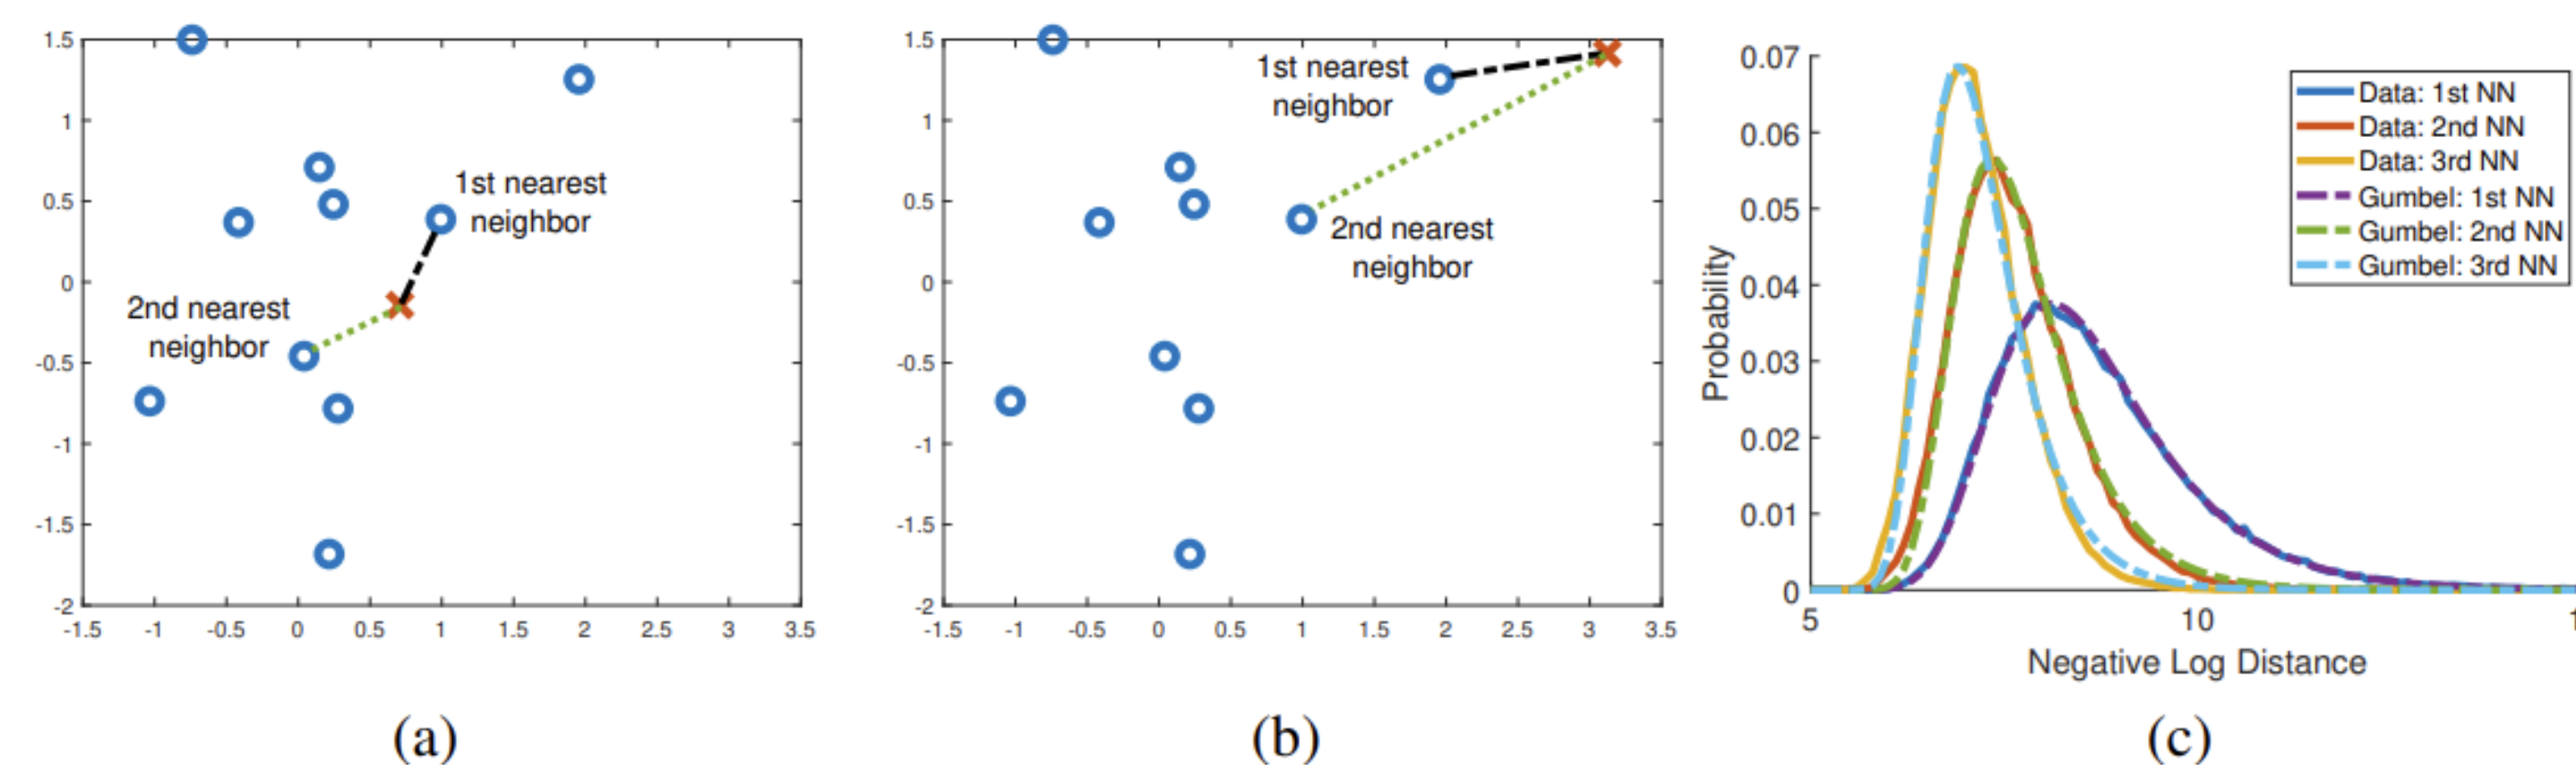 1.5
1
0.5
0
-0.5
-1
-1.5
-2
-1.5 -1 -0.5 0 0.5 1 1.5 2 2.5 3 3.5
1st nearest
neighbor
2nd nearest
neighbor
(a)
1.5
1
0.5
0
-0.5
-1
-1.5
-2
-1.5 -1 -0.5 0 0.5 1 1.5 2 2.5 3 3.5
1st nearest
neighbor
2nd nearest
neighbor
(b)
Probability
0.07
0.06
0.05
0.04
0.03
0.02
0.01
0
5 10
Negative Log Distance
Data: 1st NN
Data: 2nd NN
Data: 3rd NN
Gumbel: 1st NN
Gumbel: 2nd NN
Gumbel: 3rd NN
(c)